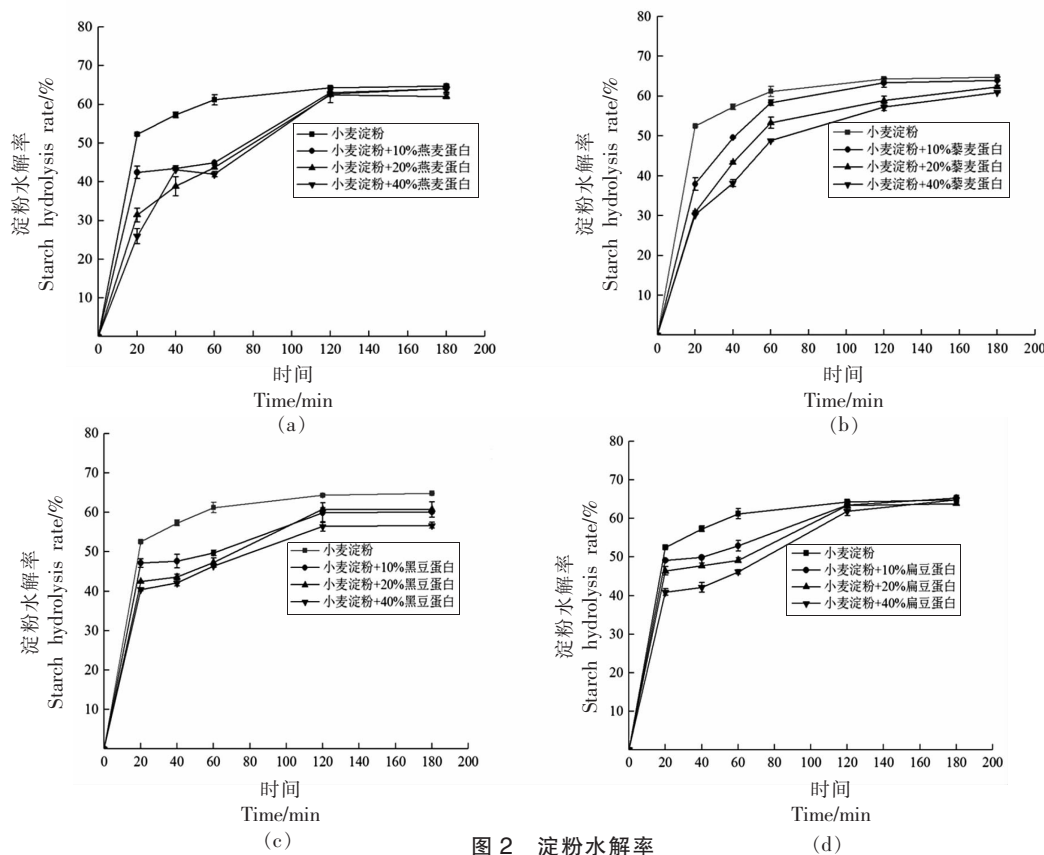 80
70
60
50
40
30
20
10
0 20 40 60 80 100 120 140 160 180 200
淀粉水解率
Starch hydrolysis rate/%
小麦淀粉
小麦淀粉+10%燕麦蛋白
小麦淀粉+20%燕麦蛋白
小麦淀粉+40%燕麦蛋白
时间
Time/min
(a)
80
70
60
50
40
30
20
10
0 20 40 60 80 100 120 140 160 180 200
淀粉水解率
Starch hydrolysis rate/%
小麦淀粉
小麦淀粉+10%藜麦蛋白
小麦淀粉+20%藜麦蛋白
小麦淀粉+40%藜麦蛋白
时间
Time/min
(b)
80
70
60
50
40
30
20
10
0 20 40 60 80 100 120 140 160 180 200
淀粉水解率
Starch hydrolysis rate/%
小麦淀粉
小麦淀粉+10%黑豆蛋白
小麦淀粉+20%黑豆蛋白
小麦淀粉+40%黑豆蛋白
时间
Time/min
(c)
80
70
60
50
40
30
20
10
0 20 40 60 80 100 120 140 160 180 200
淀粉水解率
Starch hydrolysis rate/%
小麦淀粉
小麦淀粉+10%扁豆蛋白
小麦淀粉+20%扁豆蛋白
小麦淀粉+40%扁豆蛋白
时间
Time/min
(d)
图 2 淀粉水解率